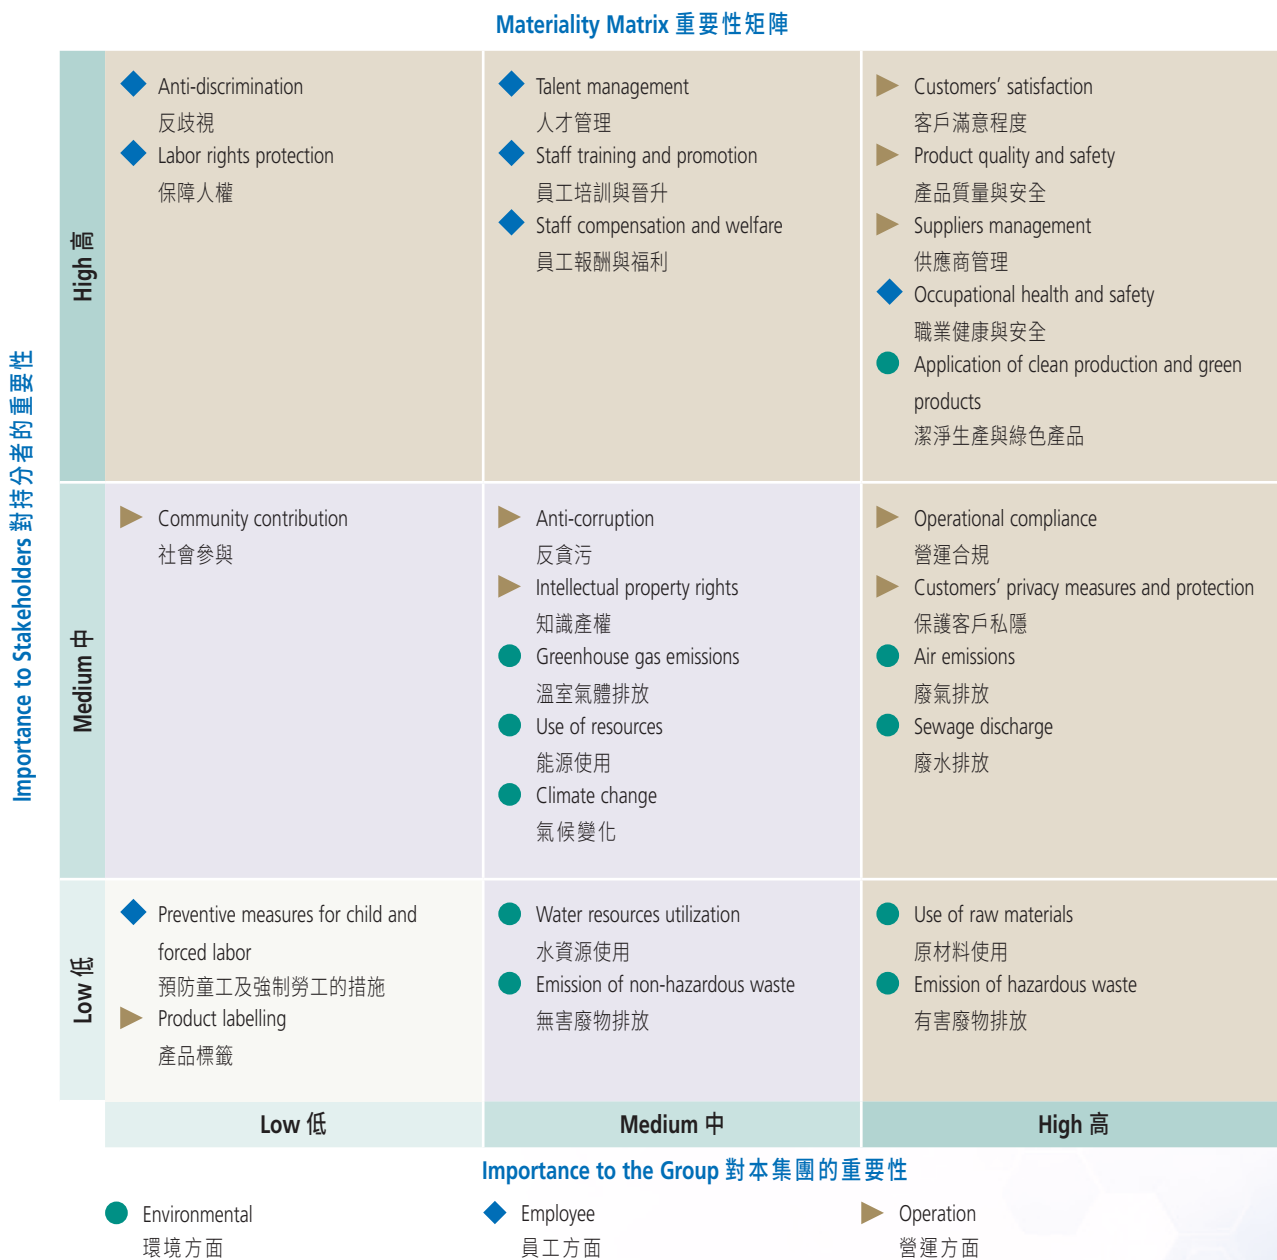 Materiality Matrix 重要性矩陣
Importance to Stakeholders 對持分者的重要性
High 高
Anti-discrimination
反歧視
Labor rights protection
保障人權
Talent management
人才管理
Staff training and promotion
員工培訓與晉升
Staff compensation and welfare
員工報酬與福利
Customers’ satisfaction
客戶滿意程度
Product quality and safety
產品質量與安全
Suppliers management
供應商管理
Occupational health and safety
職業健康與安全
Application of clean production and green
products
潔淨生產與綠色產品
Medium 中
Community contribution
社會參與
Anti-corruption
反貪污
Intellectual property rights
知識產權
Greenhouse gas emissions
溫室氣體排放
Use of resources
能源使用
Climate change
氣候變化
Operational compliance
營運合規
Customers’ privacy measures and protection
保護客戶私隱
Air emissions
廢氣排放
Sewage discharge
廢水排放
Low 低
Preventive measures for child and
forced labor
預防童工及強制勞工的措施
Product labelling
產品標籤
Water resources utilization
水資源使用
Emission of non-hazardous waste
無害廢物排放
Use of raw materials
原材料使用
Emission of hazardous waste
有害廢物排放
Low 低
Medium 中
High 高
Importance to the Group 對本集團的重要性
Environmental
環境方面
Employee
員工方面
Operation
營運方面